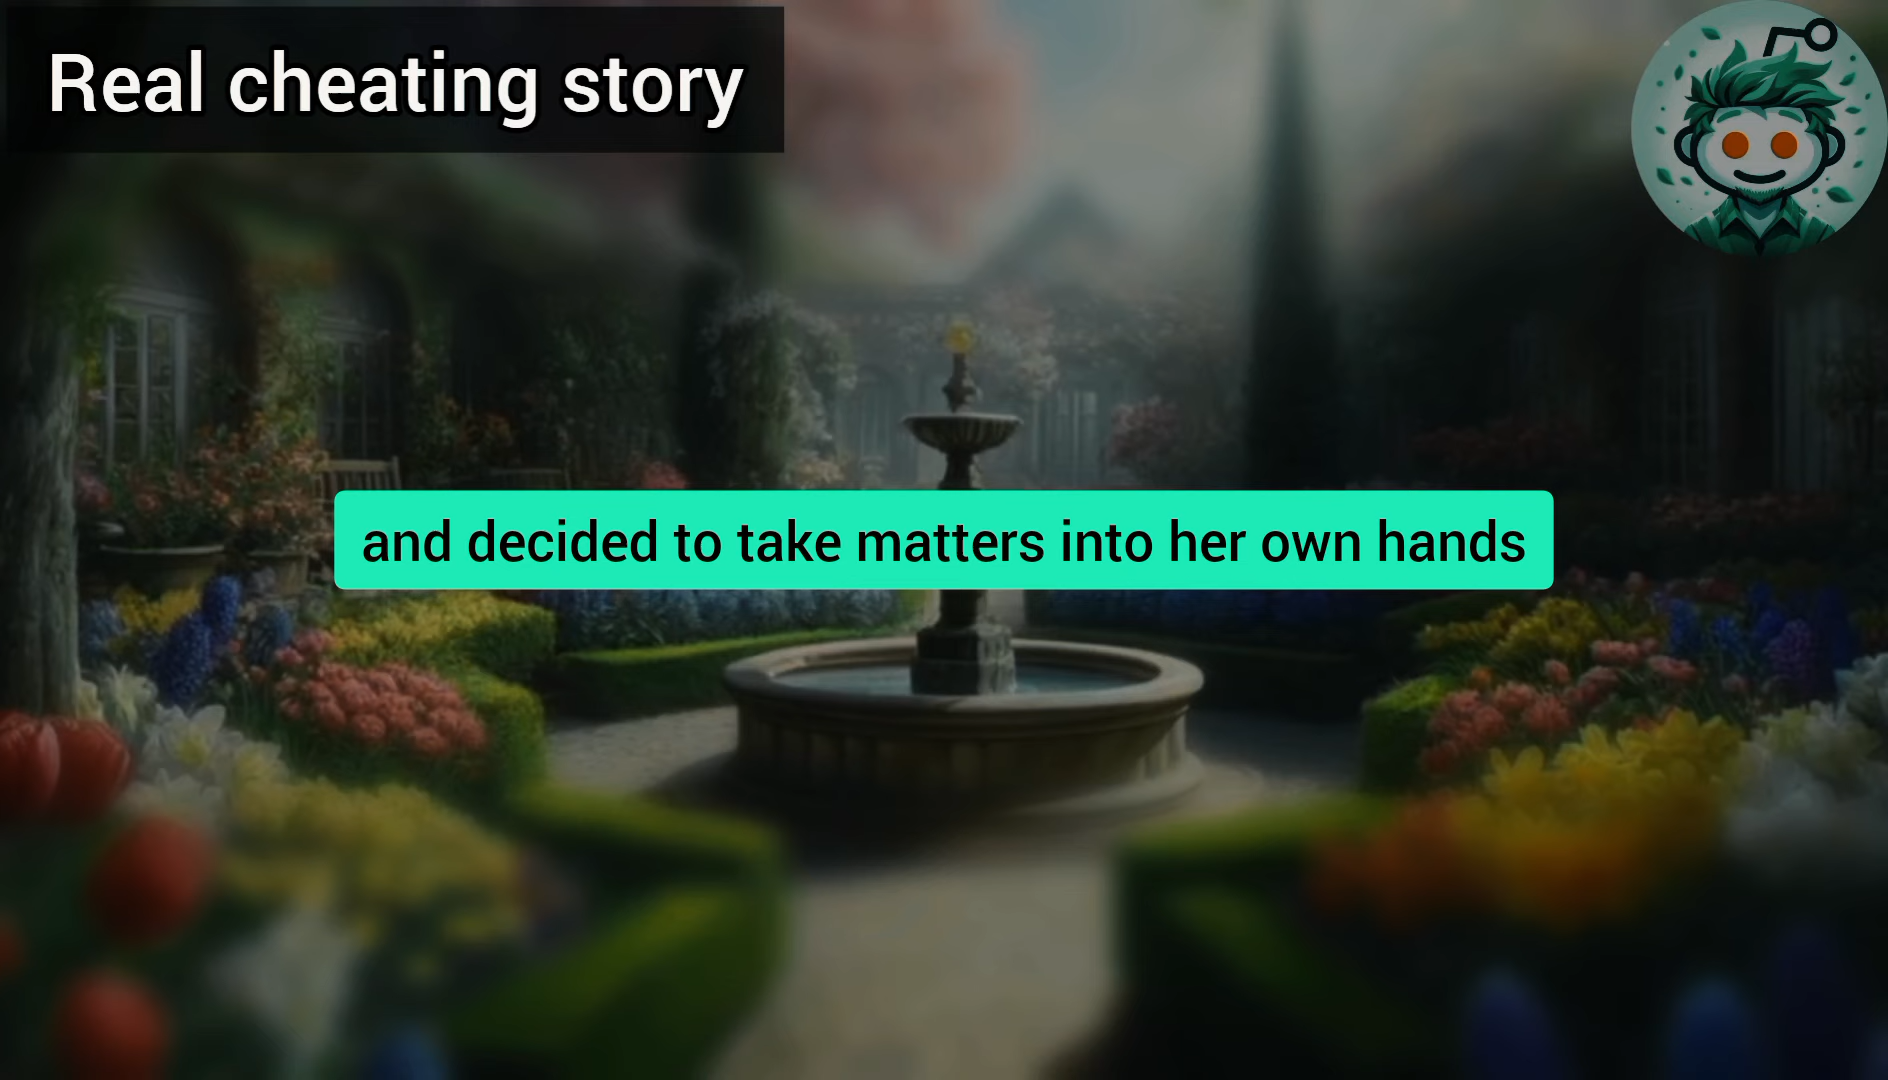 Real cheating story
and decided to take matters into her own hands